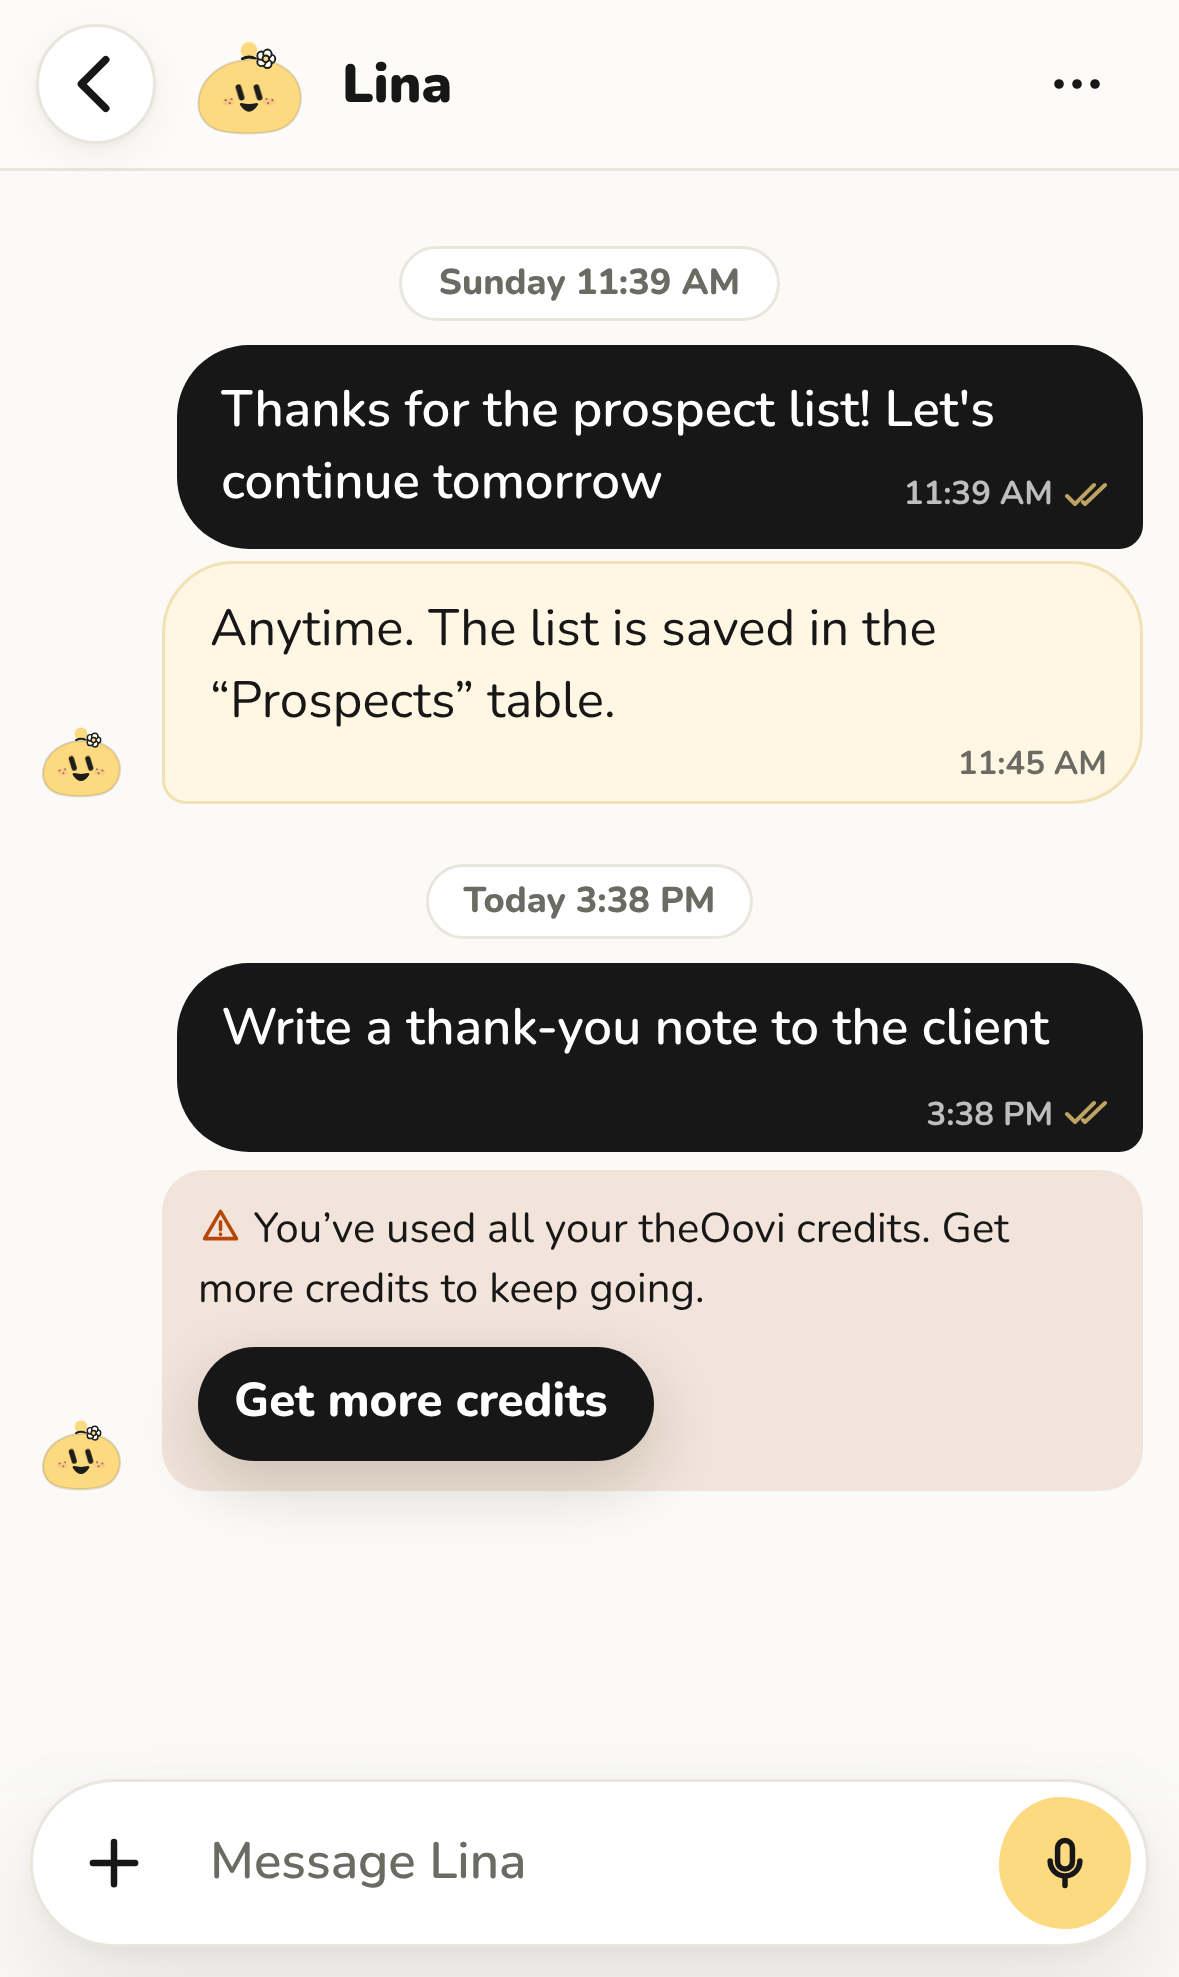 Lina
Sunday 11:39 AM
Thanks for the prospect list! Let's
continue tomorrow
11:39 AM
Anytime. The list is saved in the
“Prospects” table.
11:45 AM
Today 3:38 PM
Write a thank-you note to the client
3:38 PM
You’ve used all your theOovi credits. Get
more credits to keep going.
Get more credits
Message Lina